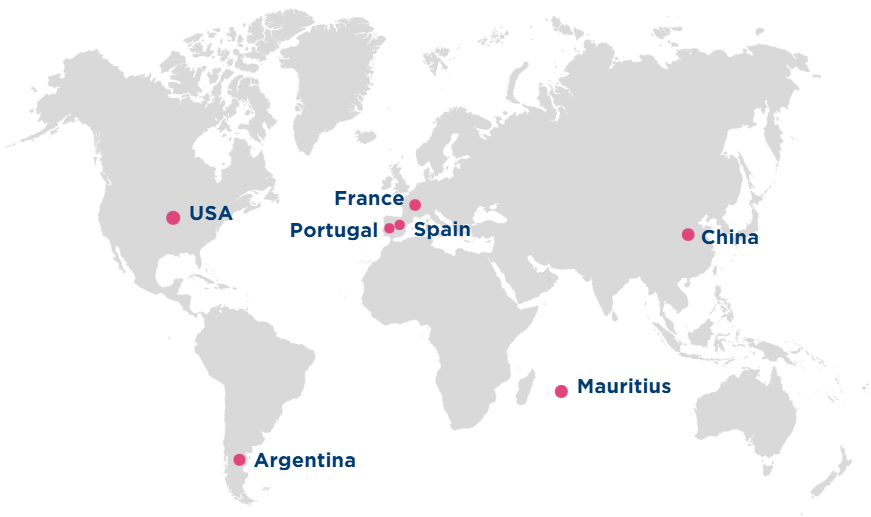 France
USA
Portugal
Spain
China
Mauritius
Argentina